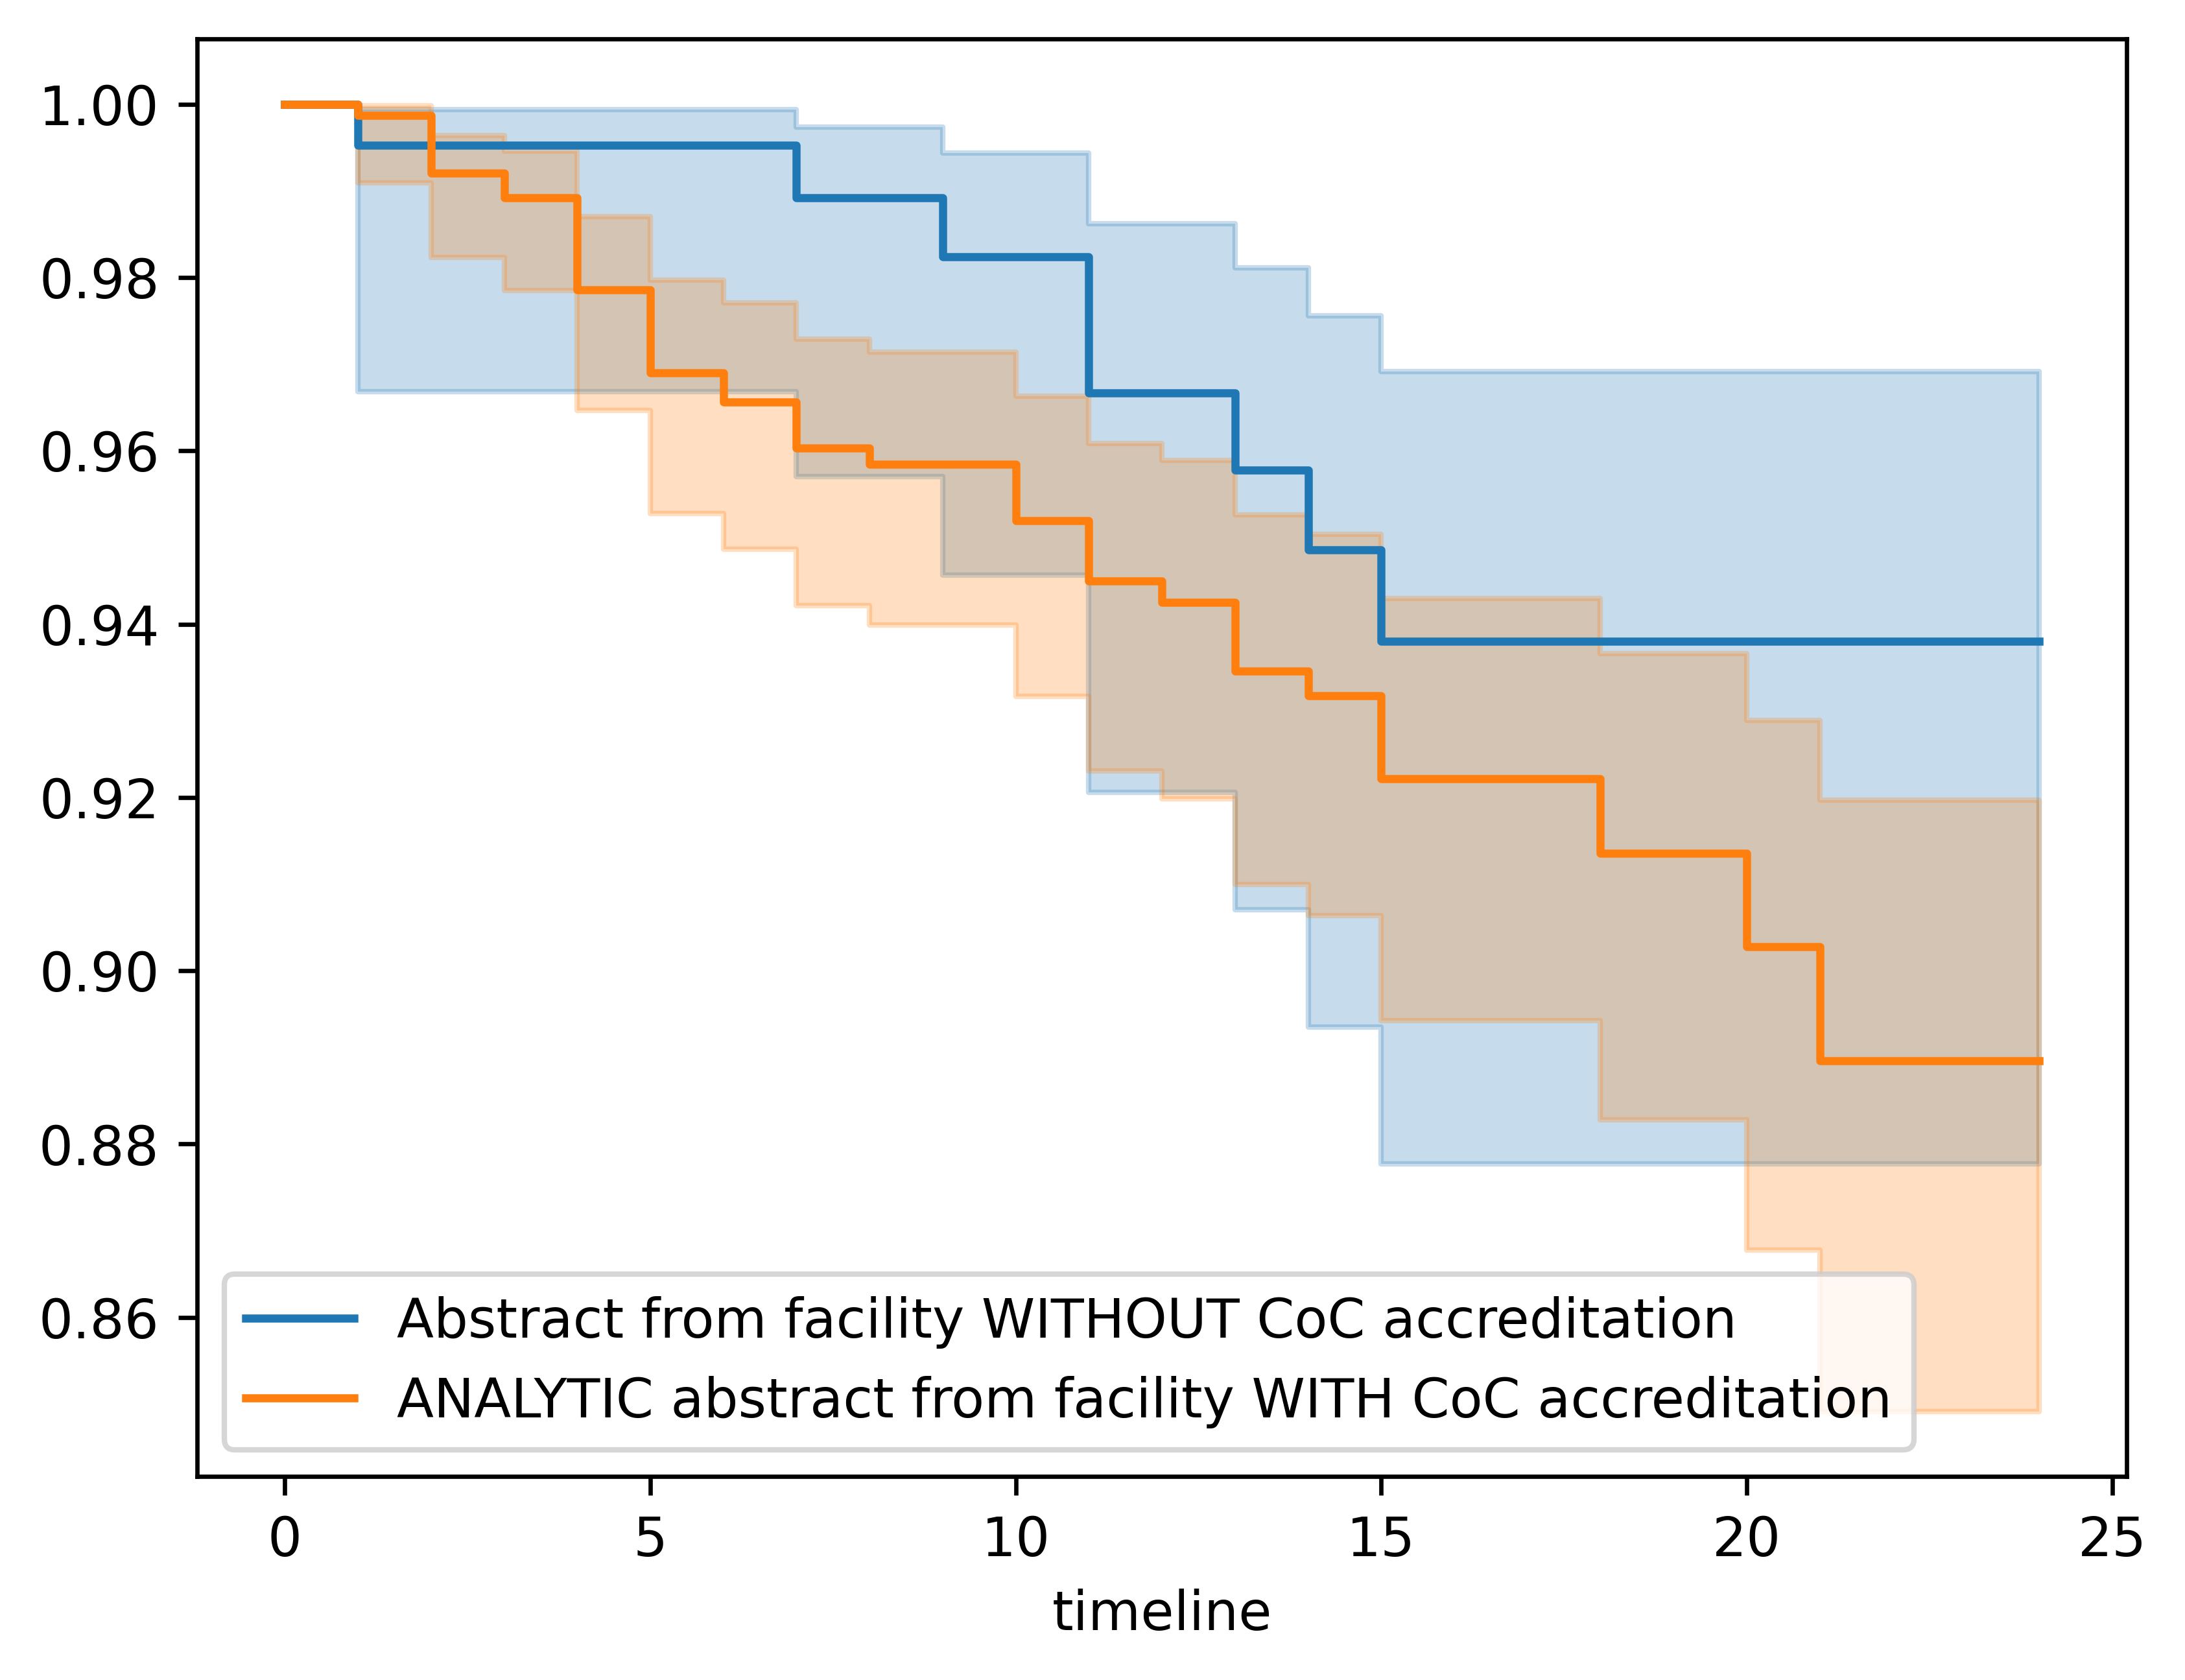 1.00
0.98
0.96
0.94
0.92
0.90
0.88
0.86
Abstract from facility WITHOUT CoC accreditation
ANALYTIC abstract from facility WITH CoC accreditation
0 5 10 15 20 25
timeline